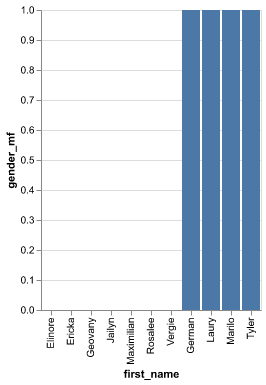 1.0
0.9
0.8
0.7
0.6
0.5
0.4
0.3
0.2
0.1
0.0
gender_mf
Elinore
Ericka
Geovany
Jailyn
Maximilian
Rosalee
Vergie
German
Laury
Marilo
Tyler
first_name